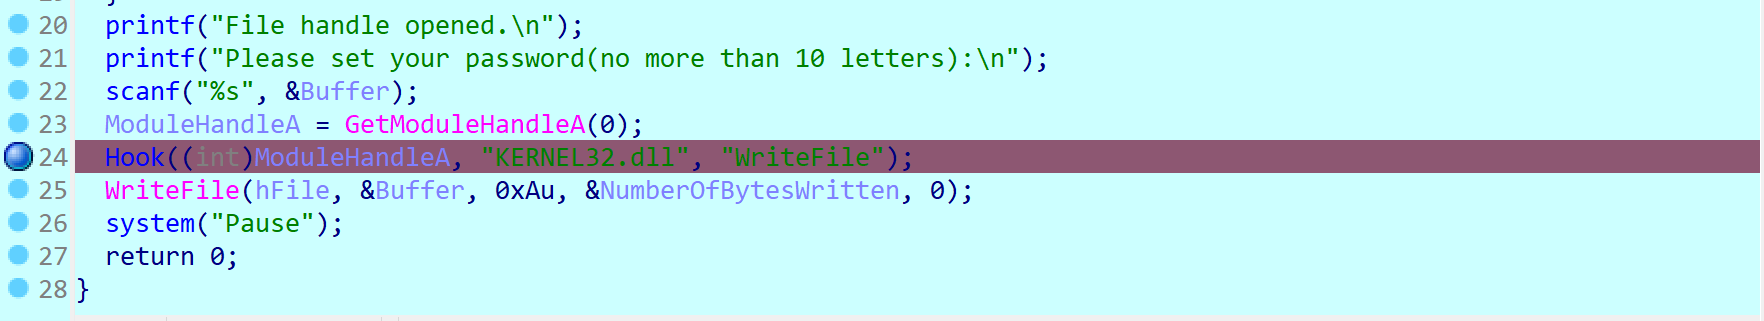 20 printf("File handle opened.\n");
21 printf("Please set your password(no more than 10 letters):\n");
22 scanf("%s", &Buffer);
23 ModuleHandleA = GetModuleHandleA(0);
24 Hook((int)ModuleHandleA, "KERNEL32.dll", "WriteFile");
25 WriteFile(hFile, &Buffer, 0xAu, &NumberOfBytesWritten, 0);
26 system("Pause");
27 return 0;
28 }